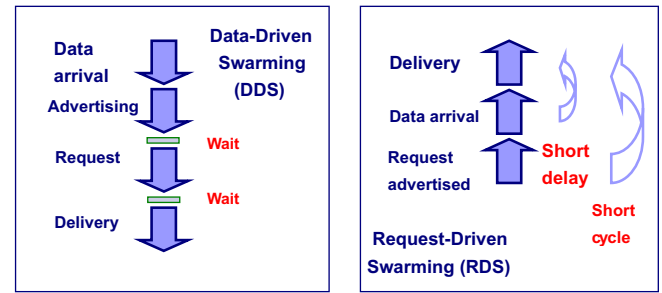 Data
arrival
Data-Driven
Swarming
(DDS)
Advertising
Wait
Request
Wait
Delivery
Delivery
Data arrival
Request
advertised
Short
delay
Short
cycle
Request-Driven
Swarming (RDS)